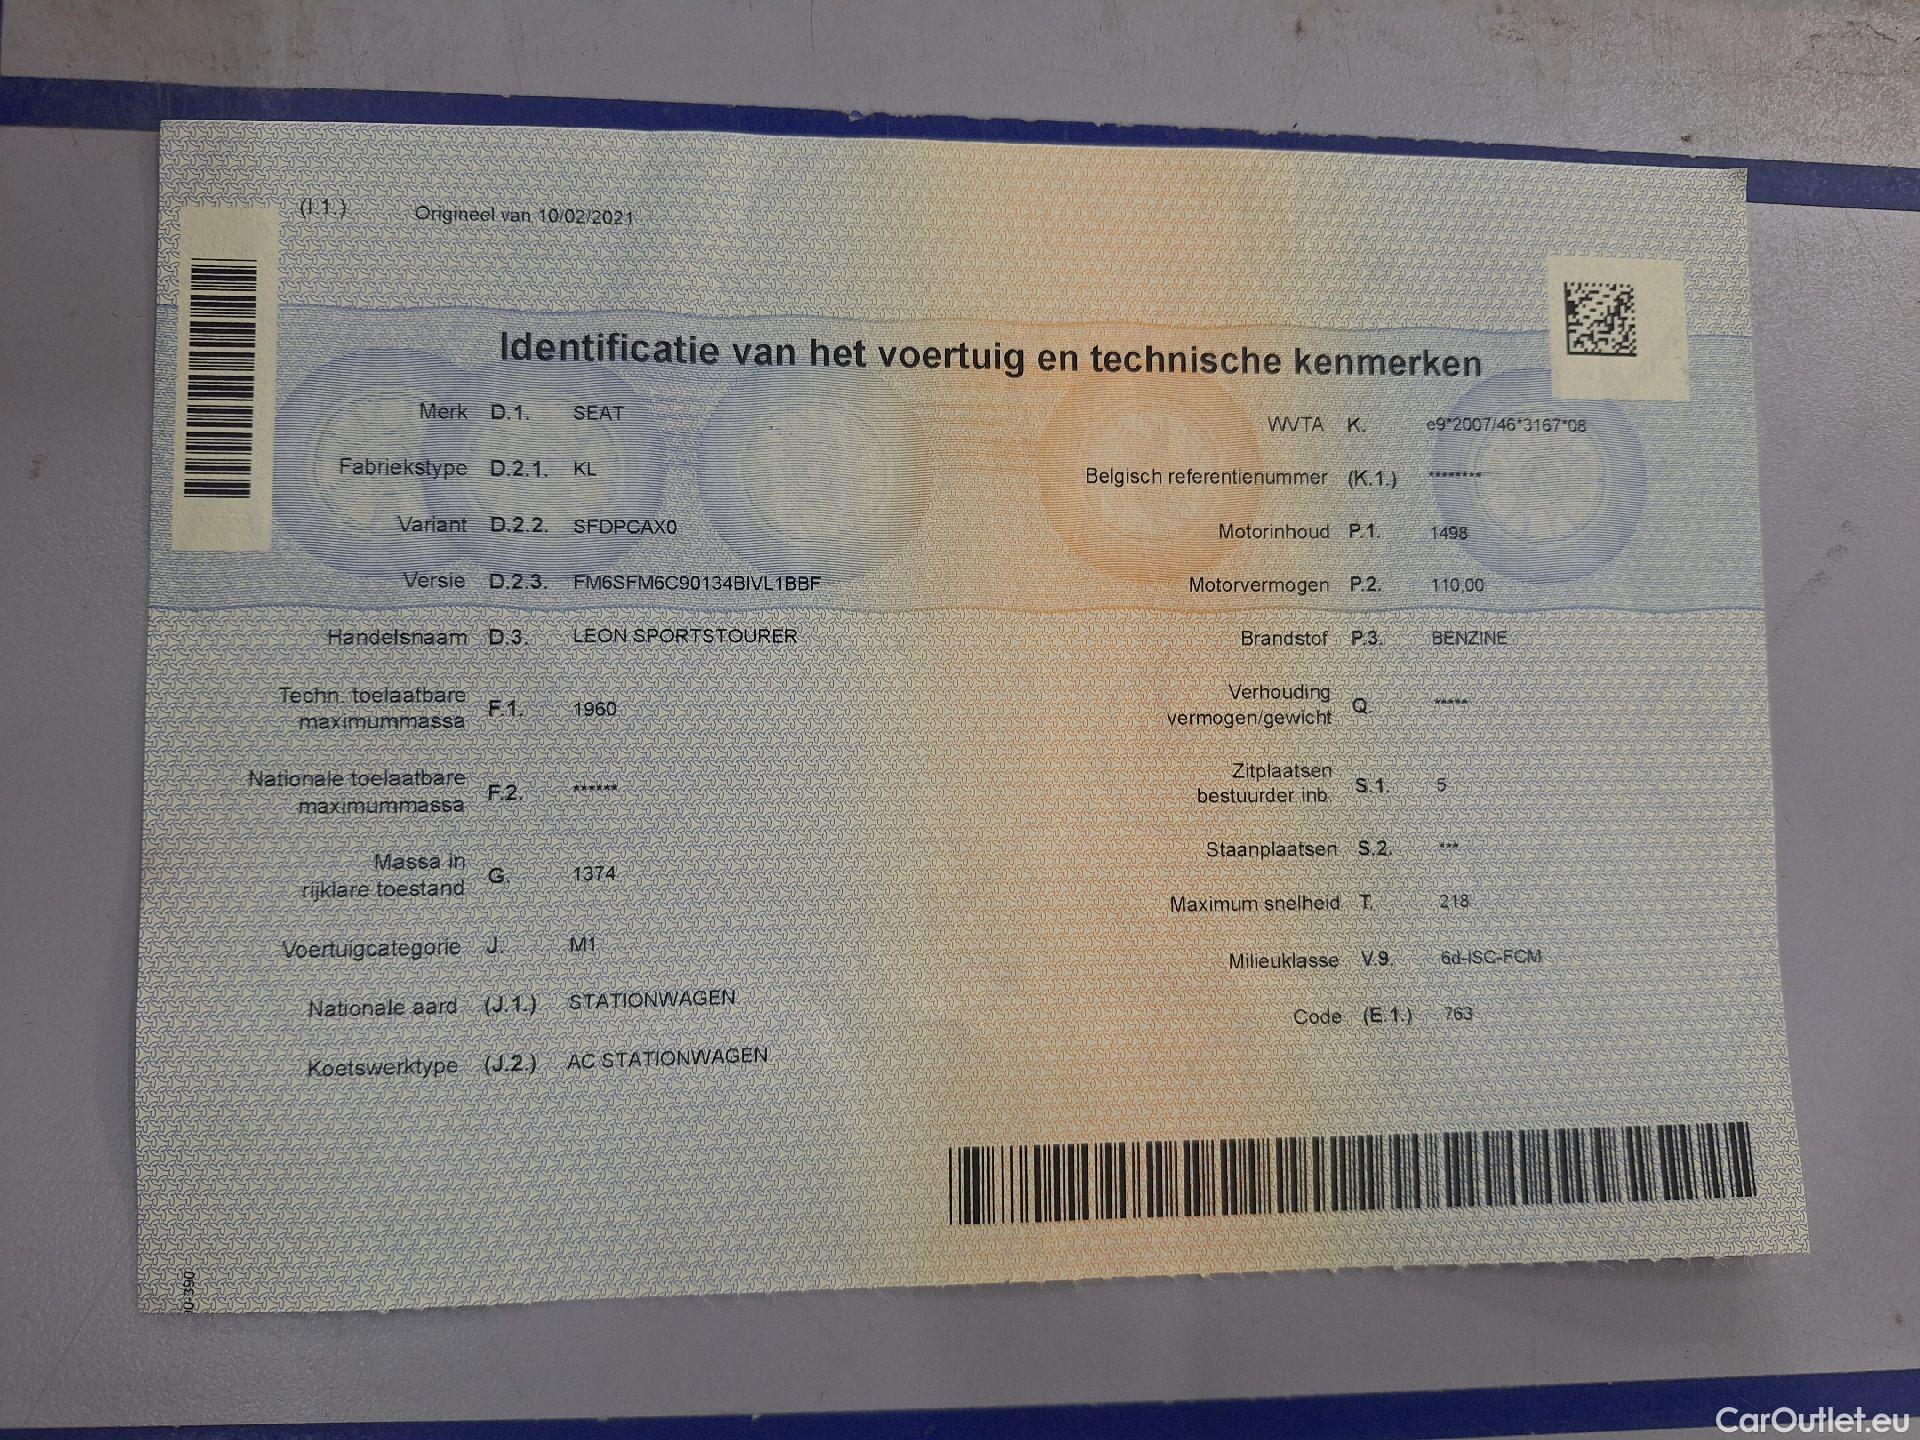 (I.1.) Origineel van 10/02/2021
Identificatie van het voertuig en technische kenmerken
Merk D.1. SEAT
Fabriekstype D.2.1. KL
Variant D.2.2. SFDPCAX0
Versie D.2.3. FM6SFM6C90134BIVL1BBF
Handelsnaam D.3. LEON SPORTSTOURER
Techn. toelaatbare
maximummassa F.1. 1960
Nationale toelaatbare
maximummassa F.2. ******
Massa in
rijklare toestand G. 1374
Voertuigcategorie J. M1
Nationale aard (J.1.) STATIONWAGEN
Koetswerktype (J.2.) AC STATIONWAGEN
WVTA K. e9*2007/46*3167*08
Belgisch referentienummer (K.1.) ********
Motorinhoud P.1. 1498
Motorvermogen P.2. 110,00
Brandstof P.3. BENZINE
Verhouding
vermogen/gewicht Q. *****
Zitplaatsen
bestuurder inb. S.1. 5
Staanplaatsen S.2. ***
Maximum snelheid T. 218
Milieuklasse V.9. 6d-ISC-FCM
Code (E.1.) 763
CarOutlet.eu